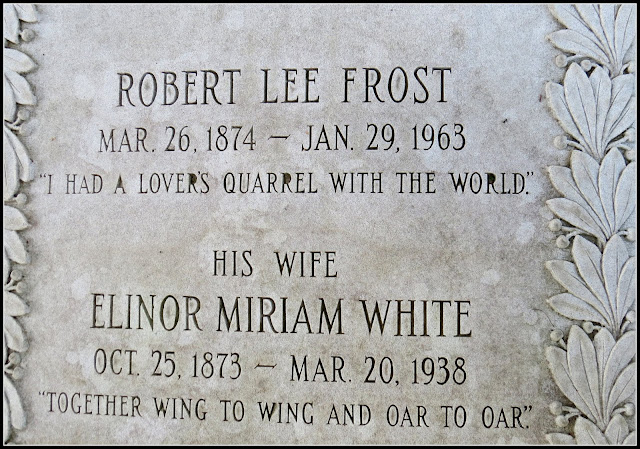 ROBERT LEE FROST
MAR. 26, 1874 – JAN. 29, 1963
"I HAD A LOVER'S QUARREL WITH THE WORLD."
HIS WIFE
ELINOR MIRIAM WHITE
OCT. 25, 1873 – MAR. 20, 1938
"TOGETHER WING TO WING AND OAR TO OAR."